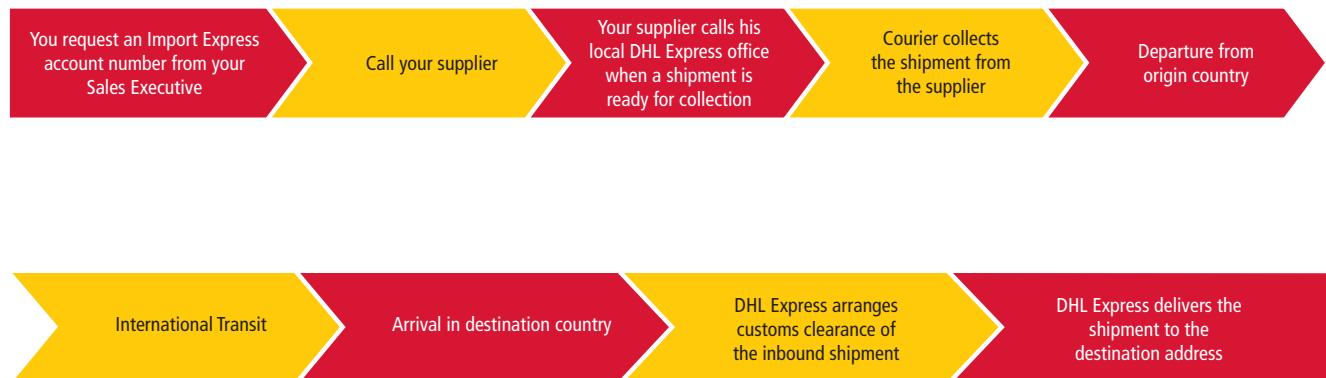 You request an Import Express
account number from your
Sales Executive
Call your supplier
Your supplier calls his
local DHL Express office
when a shipment is
ready for collection
Courier collects
the shipment from
the supplier
Departure from
origin country
International Transit
Arrival in destination country
DHL Express arranges
customs clearance of
the inbound shipment
DHL Express delivers the
shipment to the
destination address